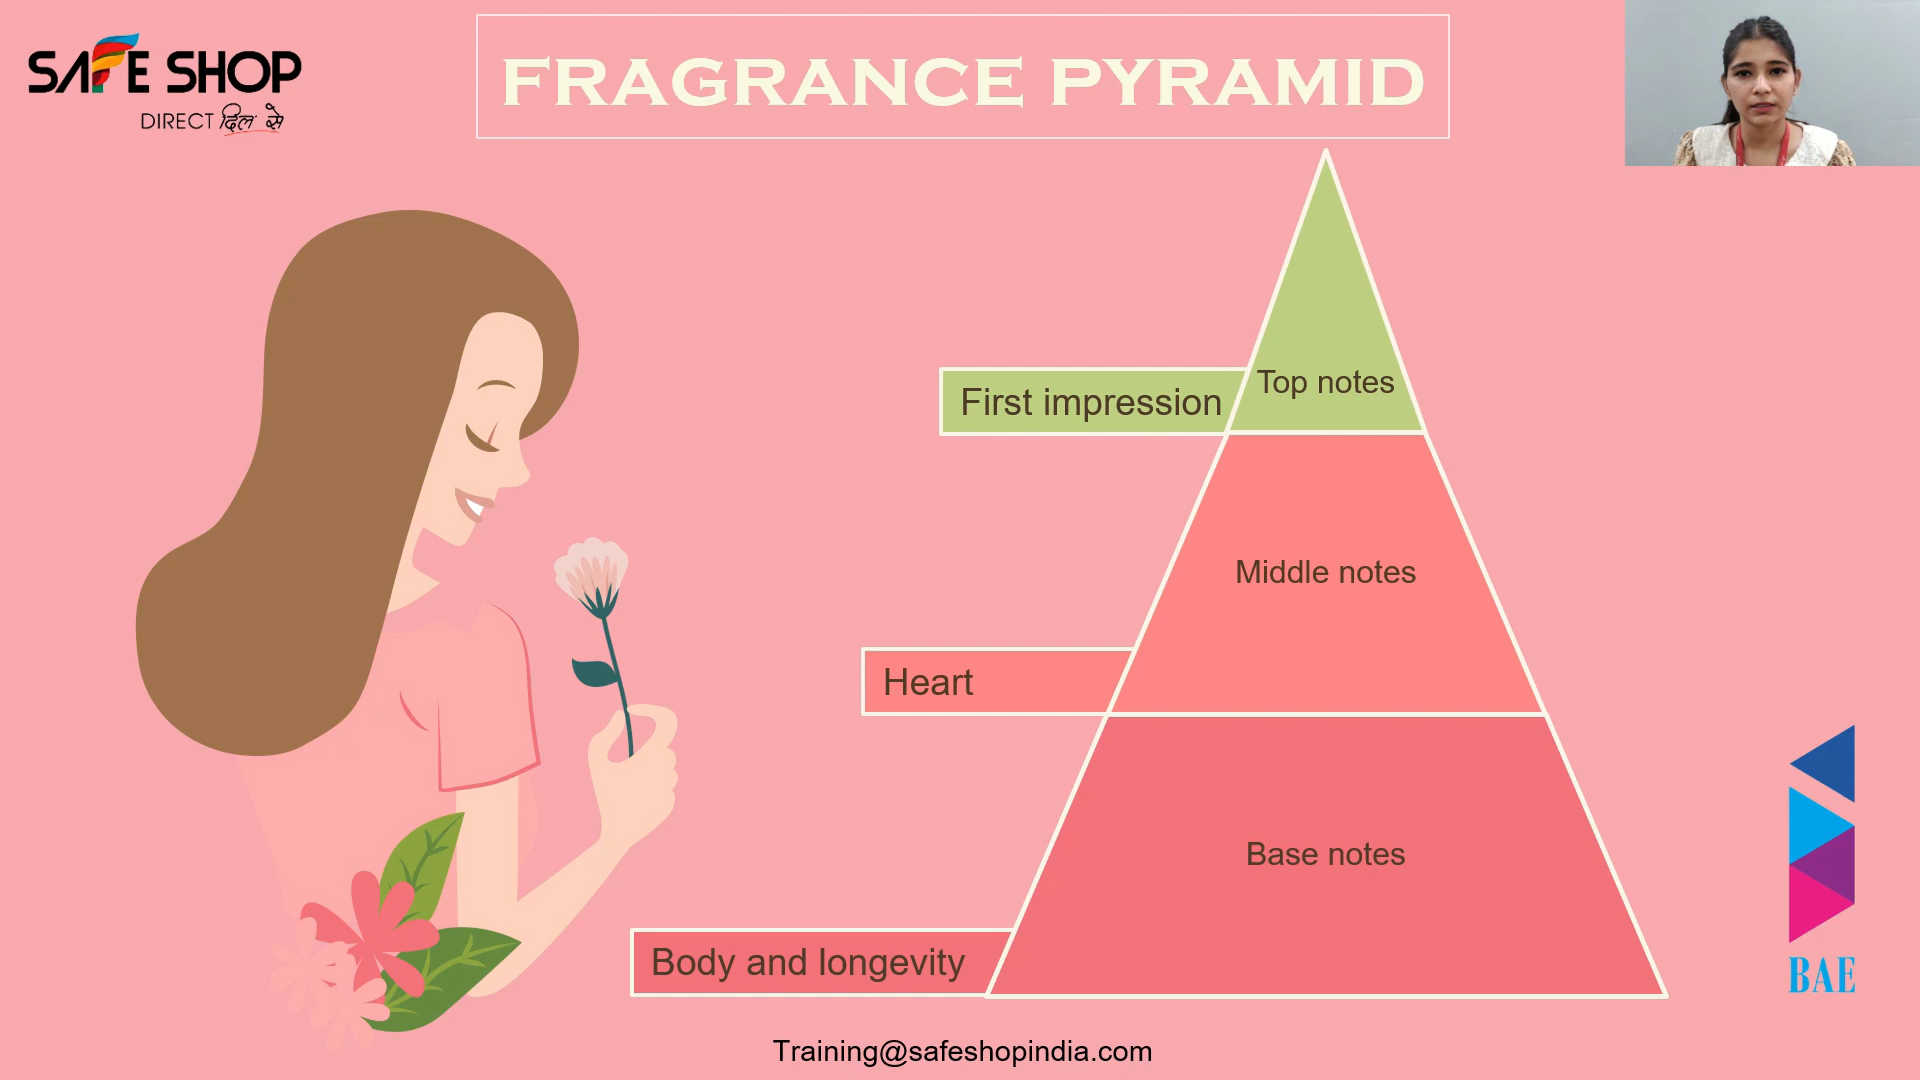 SAFE SHOP
DIRECT दिल से
FRAGRANCE PYRAMID
Top notes
First impression
Middle notes
Heart
Base notes
Body and longevity
BAE
Training@safeshopindia.com